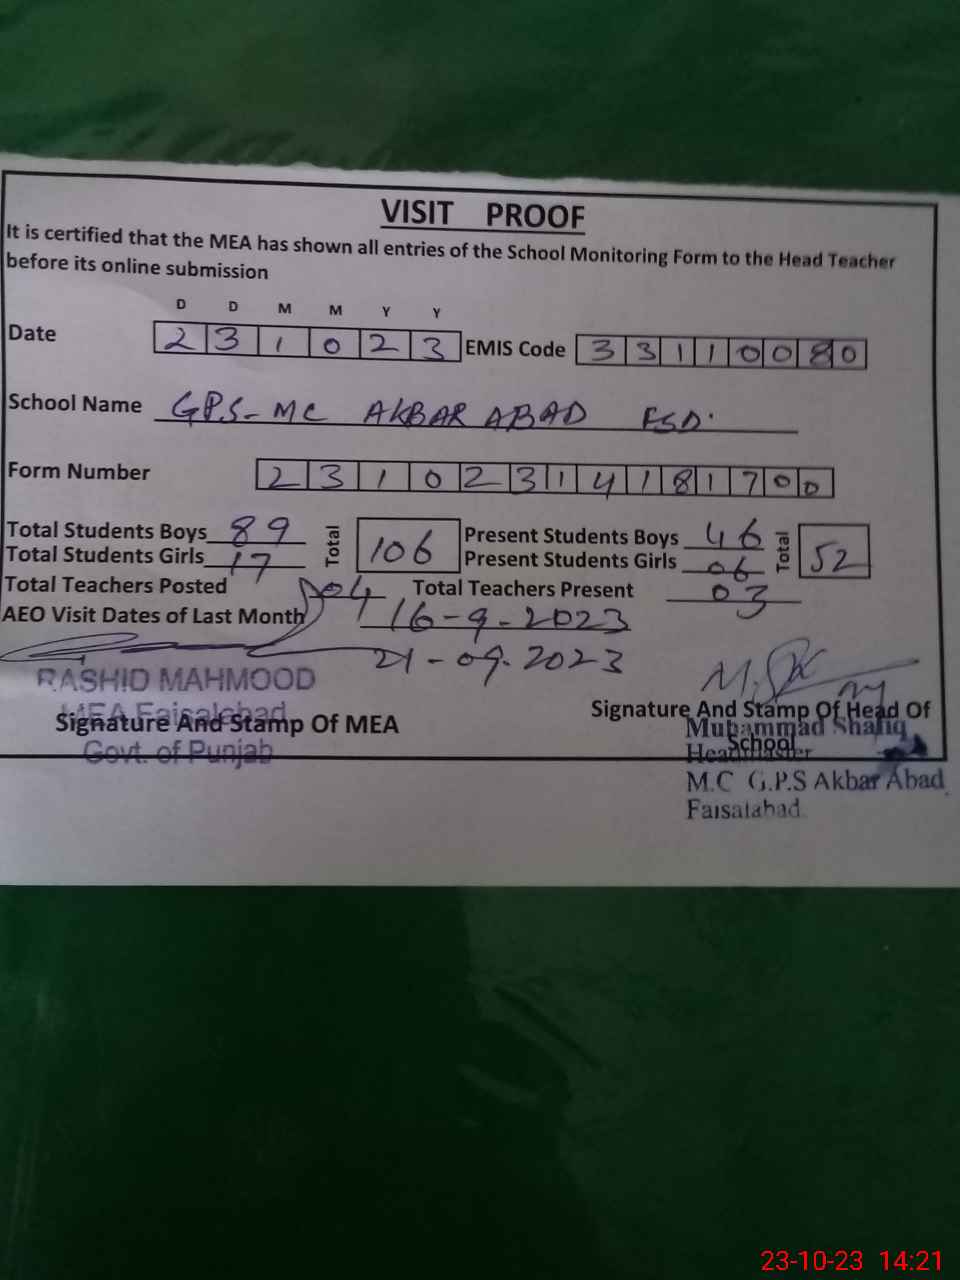 VISIT PROOF
It is certified that the MEA has shown all entries of the School Monitoring Form to the Head Teacher
before its online submission
D D M M Y Y
Date 2 3 1 0 2 3 EMIS Code 3 3 1 1 0 0 8 0
School Name GPS-MC AKBAR ABAD FSD.
Form Number 2 3 1 0 2 3 1 4 1 8 1 7 0 0
Total Students Boys 89 Total 106 Present Students Boys 46 Total 52
Total Students Girls 17 Present Students Girls 06
Total Teachers Posted 04 Total Teachers Present 03
AEO Visit Dates of Last Month 16-9-2023
21-09-2023
RASHID MAHMOOD
MEA Faisalabad
Signature And Stamp Of MEA
Govt. of Punjab
Signature And Stamp Of Head Of
School
Muhammad Shafiq
Headmaster
M.C G.P.S Akbar Abad
Faisalabad.
23-10-23 14:21